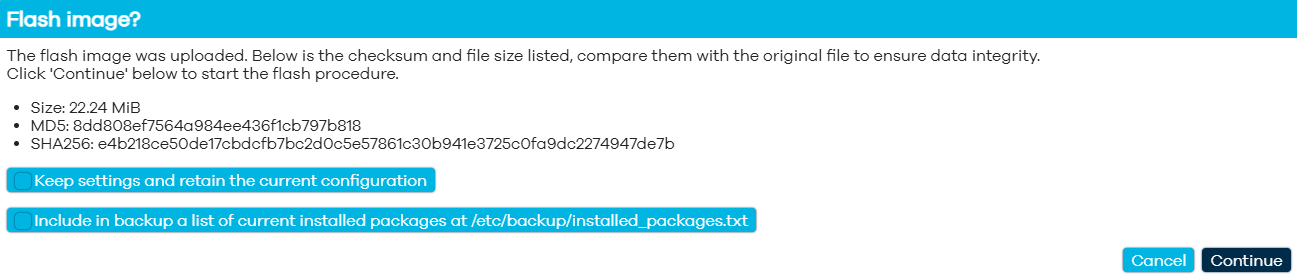 Flash image?
The flash image was uploaded. Below is the checksum and file size listed, compare them with the original file to ensure data integrity.
Click 'Continue' below to start the flash procedure.
Size: 22.24 MiB
MD5: 8dd808ef7564a984ee436f1cb797b818
SHA256: e4b218ce50de17cbdcfb7bc2d0c5e57861c30b941e3725c0fa9dc2274947de7b
Keep settings and retain the current configuration
Include in backup a list of current installed packages at /etc/backup/installed_packages.txt
Cancel Continue